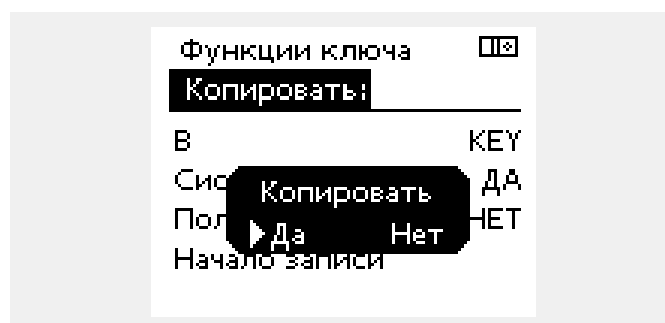 Функции ключа
Копировать:
В KEY
Сис ДА
Пол НЕТ
Копировать
Да Нет
Начало записи